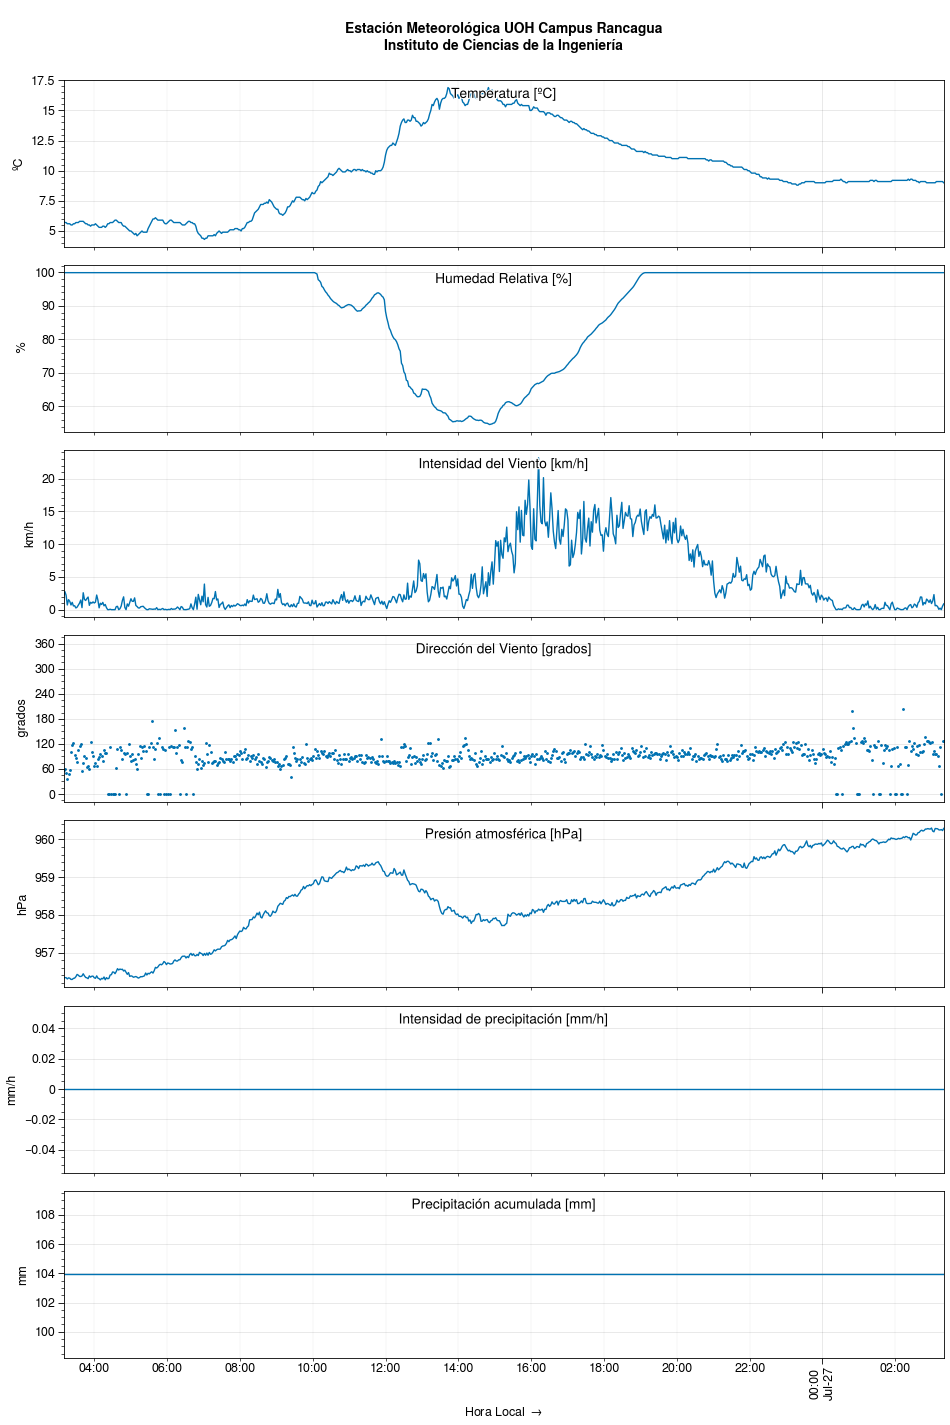 Estación Meteorológica UOH Campus Rancagua
Instituto de Ciencias de la Ingeniería
Temperatura [ºC]
ºC
17.5
15
12.5
10
7.5
5
Humedad Relativa [%]
%
100
90
80
70
60
Intensidad del Viento [km/h]
km/h
20
15
10
5
0
Dirección del Viento [grados]
grados
360
300
240
180
120
60
0
Presión atmosférica [hPa]
hPa
960
959
958
957
Intensidad de precipitación [mm/h]
mm/h
0.04
0.02
0
−0.02
−0.04
Precipitación acumulada [mm]
mm
108
106
104
102
100
04:00 06:00 08:00 10:00 12:00 14:00 16:00 18:00 20:00 22:00 00:00 02:00
Jul-27
Hora Local →